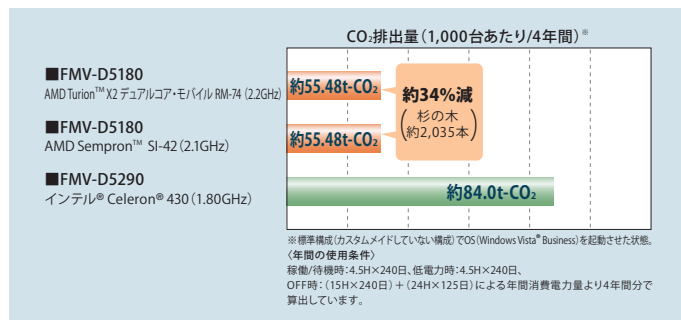 CO₂排出量（1,000台あたり/4年間）※
■FMV-D5180
AMD Turion™ X2 デュアルコア・モバイル RM-74（2.2GHz）
約55.48t-CO₂
■FMV-D5180
AMD Sempron™ SI-42（2.1GHz）
約55.48t-CO₂
約34%減
（杉の木
約2,035本）
■FMV-D5290
インテル® Celeron® 430（1.80GHz）
約84.0t-CO₂
※標準構成（カスタムメイドしていない構成）でOS（Windows Vista® Business）を起動させた状態。
〈年間の使用条件〉
稼働/待機時：4.5H×240日、低電力時：4.5H×240日、
OFF時：（15H×240日）＋（24H×125日）による年間消費電力量より4年間分で
算出しています。